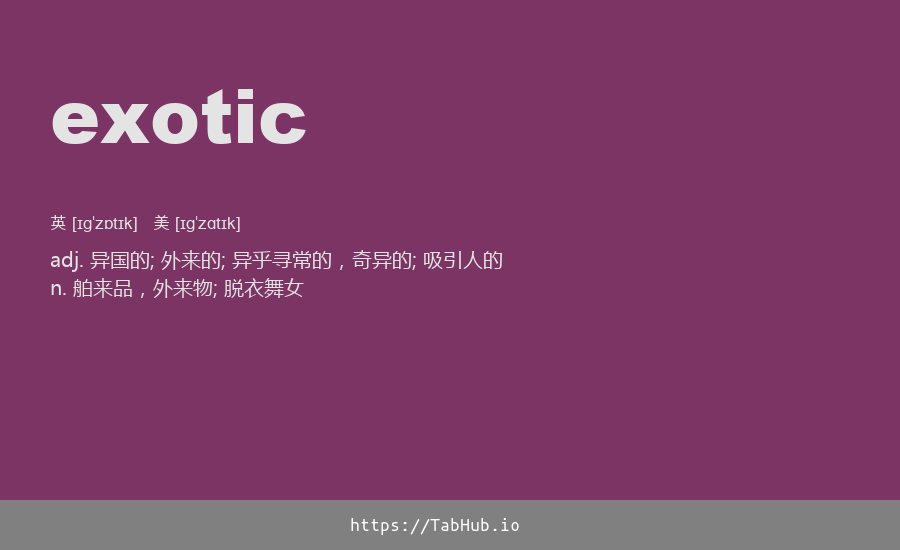 exotic
英 [ɪɡˈzɒtɪk] 美 [ɪɡˈzɑtɪk]
adj. 异国的; 外来的; 异乎寻常的，奇异的; 吸引人的
n. 舶来品，外来物; 脱衣舞女
https://TabHub.io